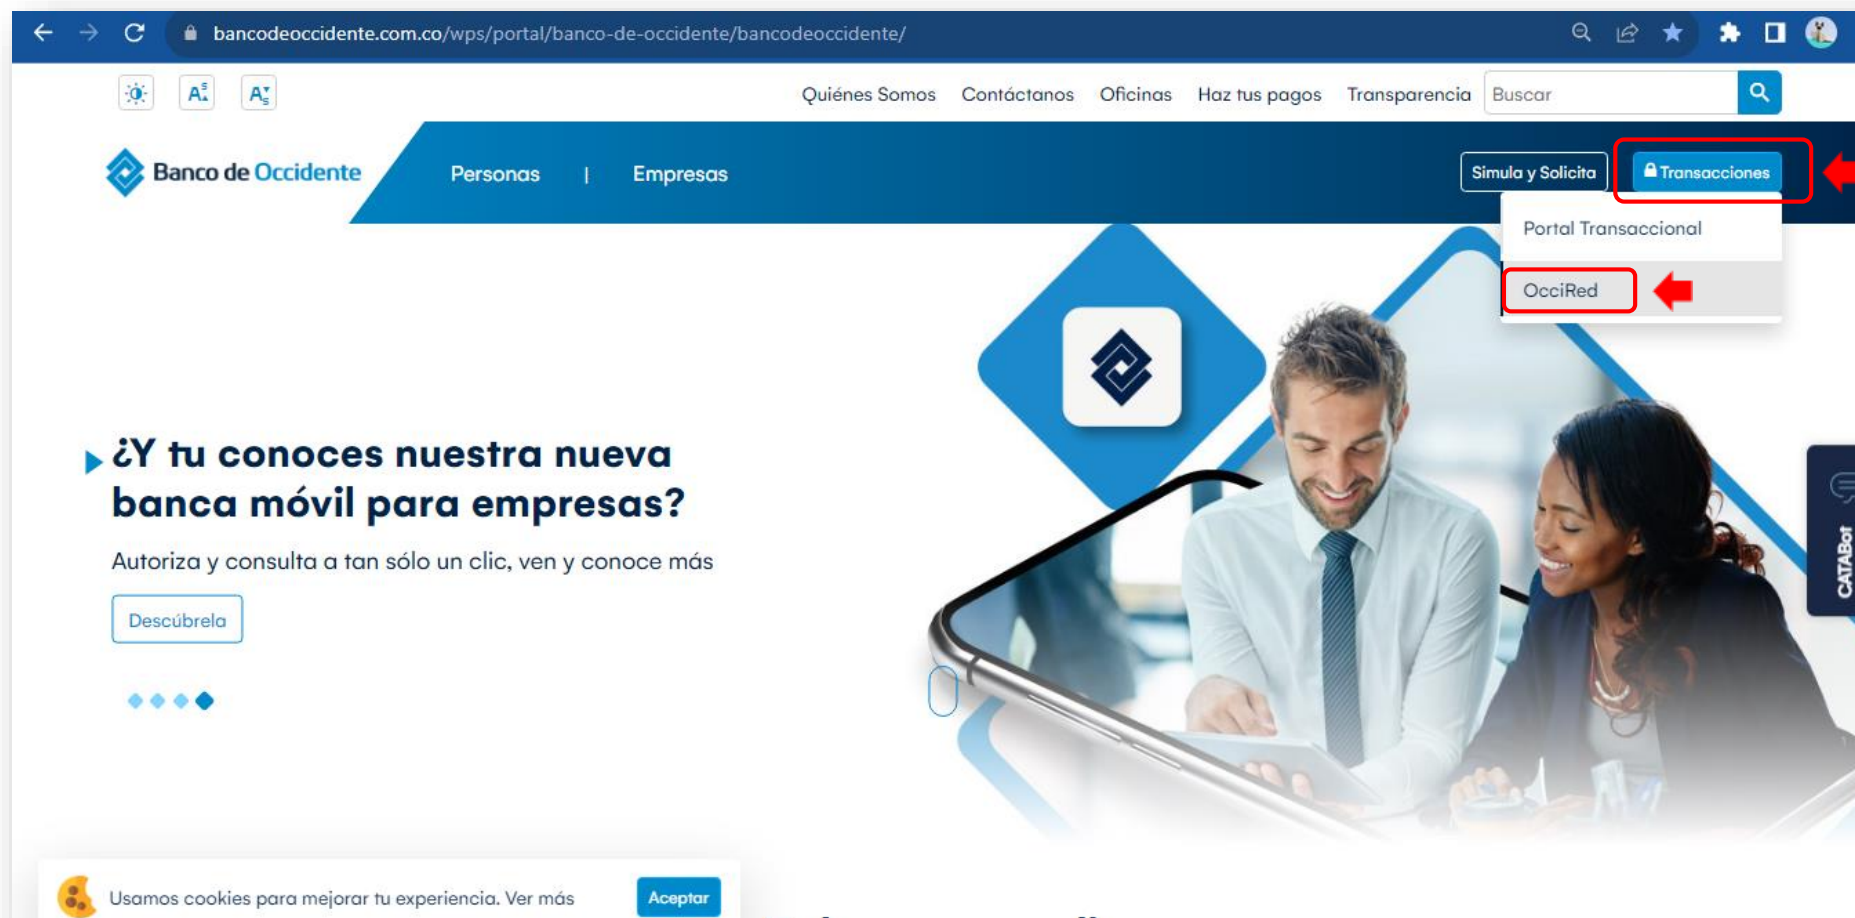 bancodeoccidente.com.co/wps/portal/banco-de-occidente/bancodeoccidente/
Quiénes Somos Contáctanos Oficinas Haz tus pagos Transparencia Buscar
Banco de Occidente
Personas | Empresas
Simula y Solicita
Transacciones
Portal Transaccional
OcciRed
¿Y tu conoces nuestra nueva
banca móvil para empresas?
Autoriza y consulta a tan sólo un clic, ven y conoce más
Descúbrela
CATABot
Usamos cookies para mejorar tu experiencia. Ver más
Aceptar